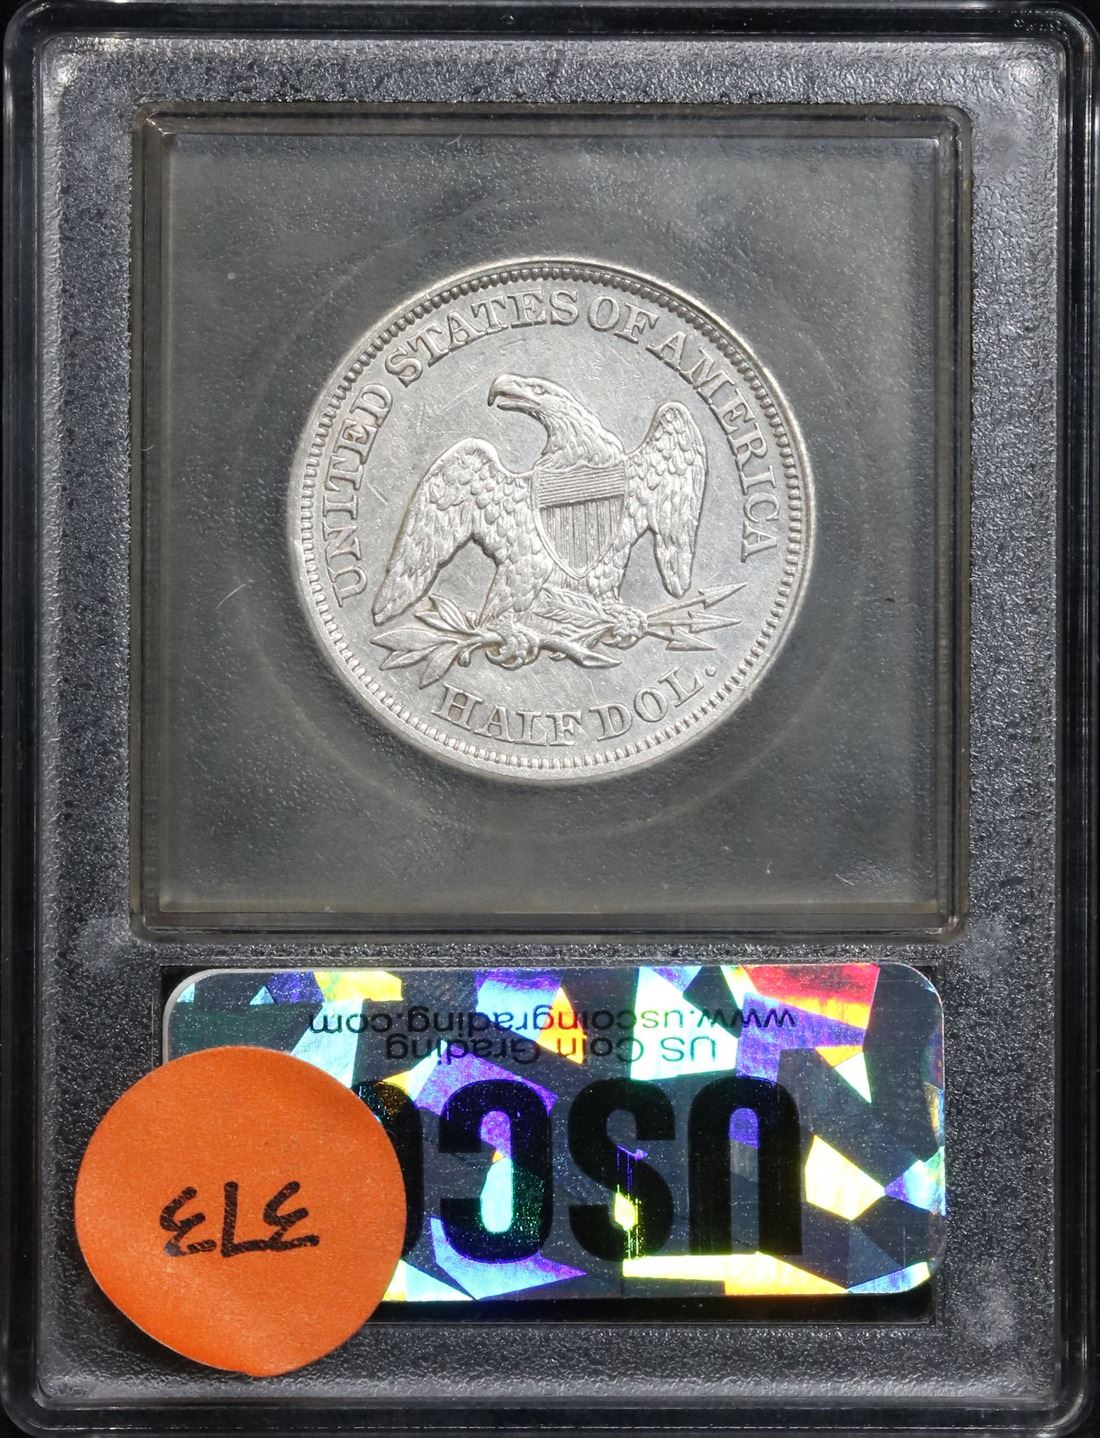 UNITED STATES OF AMERICA
HALF DOL.
373
USCG
US Coin Grading
www.uscoingrading.com